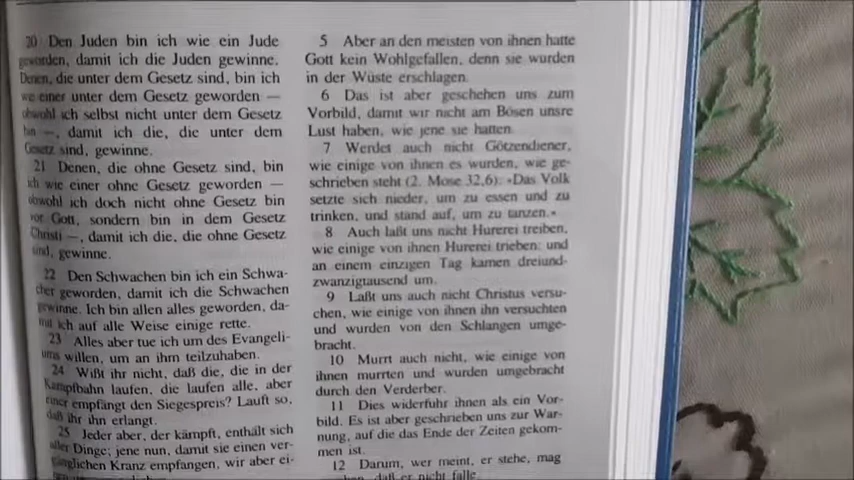 20 Den Juden bin ich wie ein Jude
geworden, damit ich die Juden gewinne.
Denen, die unter dem Gesetz sind, bin ich
wie einer unter dem Gesetz geworden —
obwohl ich selbst nicht unter dem Gesetz
bin —, damit ich die, die unter dem
Gesetz sind, gewinne.
21 Denen, die ohne Gesetz sind, bin
ich wie einer ohne Gesetz geworden —
obwohl ich doch nicht ohne Gesetz bin
vor Gott, sondern bin in dem Gesetz
Christi —, damit ich die, die ohne Gesetz
sind, gewinne.
22 Den Schwachen bin ich ein Schwa-
cher geworden, damit ich die Schwachen
gewinne. Ich bin allen alles geworden, da-
mit ich auf alle Weise einige rette.
23 Alles aber tue ich um des Evangeli-
ums willen, um an ihm teilzuhaben.
24 Wißt ihr nicht, daß die, die in der
Kampfbahn laufen, die laufen alle, aber
einer empfängt den Siegespreis? Lauft so,
daß ihr ihn erlangt.
25 Jeder aber, der kämpft, enthält sich
aller Dinge; jene nun, damit sie einen ver-
gänglichen Kranz empfangen, wir aber ei-
5 Aber an den meisten von ihnen hatte
Gott kein Wohlgefallen, denn sie wurden
in der Wüste erschlagen.
6 Das ist aber geschehen uns zum
Vorbild, damit wir nicht am Bösen unsre
Lust haben, wie jene sie hatten.
7 Werdet auch nicht Götzendiener,
wie einige von ihnen es wurden, wie ge-
schrieben steht (2. Mose 32,6): »Das Volk
setzte sich nieder, um zu essen und zu
trinken, und stand auf, um zu tanzen.«
8 Auch laßt uns nicht Hurerei treiben,
wie einige von ihnen Hurerei trieben: und
an einem einzigen Tag kamen dreiund-
zwanzigtausend um.
9 Laßt uns auch nicht Christus versu-
chen, wie einige von ihnen ihn versuchten
und wurden von den Schlangen umge-
bracht.
10 Murrt auch nicht, wie einige von
ihnen murrten und wurden umgebracht
durch den Verderber.
11 Dies widerfuhr ihnen als ein Vor-
bild. Es ist aber geschrieben uns zur War-
nung, auf die das Ende der Zeiten gekom-
men ist.
12 Darum, wer meint, er stehe, mag
daß er nicht falle.